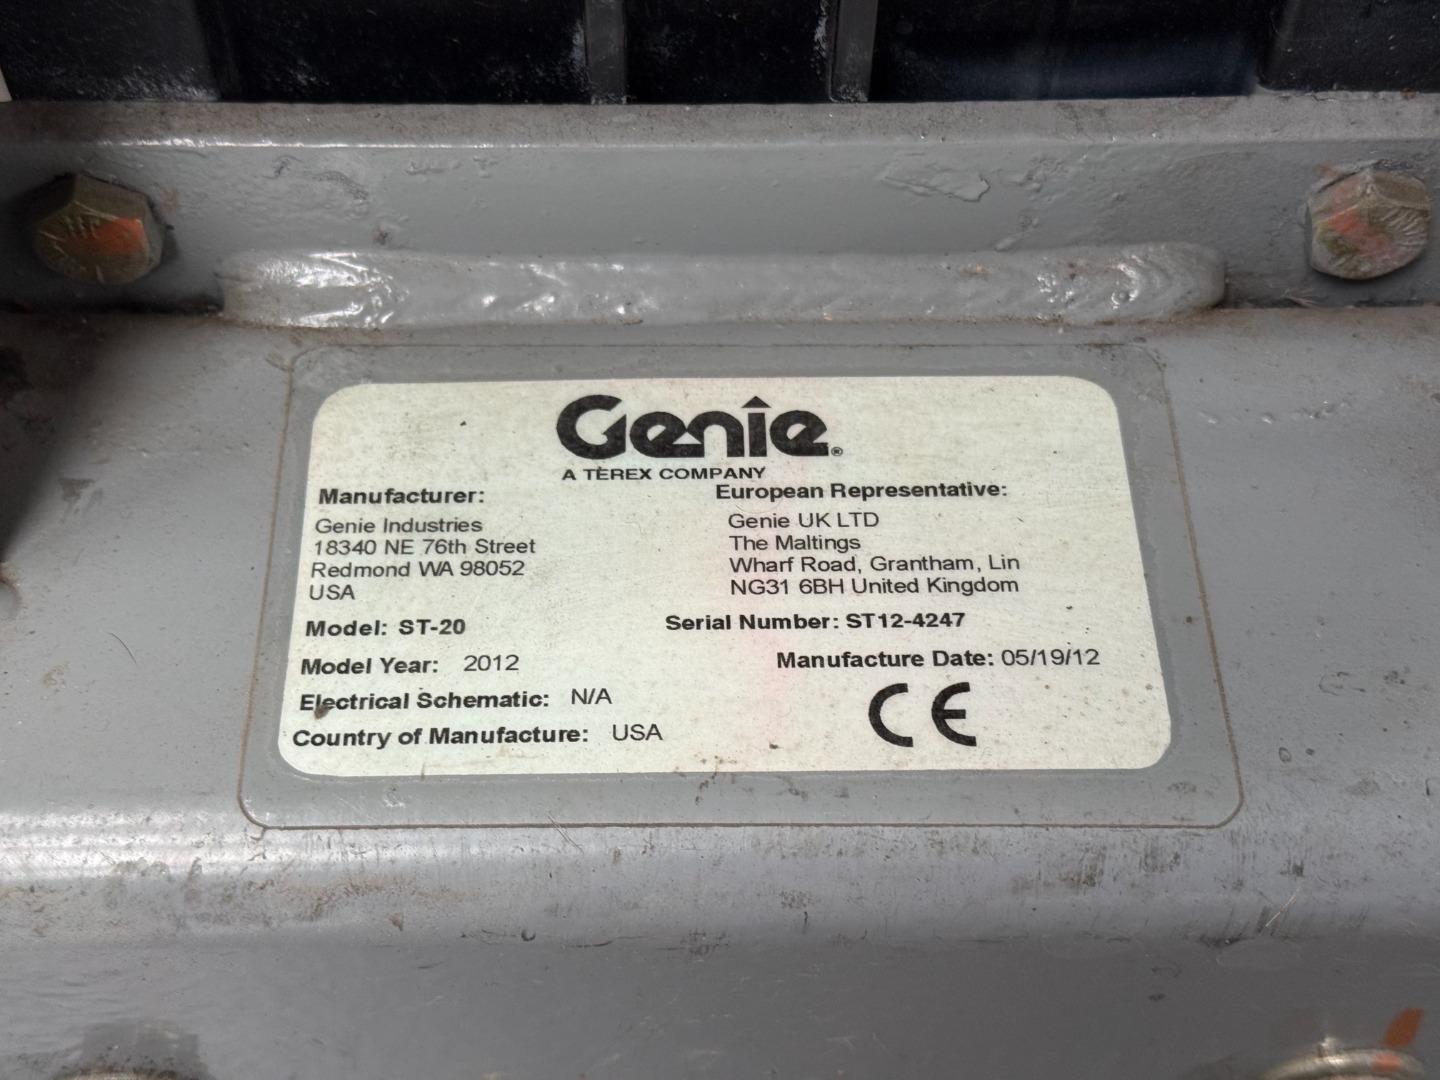 Genie®
A TEREX COMPANY
Manufacturer:
Genie Industries
18340 NE 76th Street
Redmond WA 98052
USA
European Representative:
Genie UK LTD
The Maltings
Wharf Road, Grantham, Lin
NG31 6BH United Kingdom
Model: ST-20
Serial Number: ST12-4247
Model Year: 2012
Manufacture Date: 05/19/12
Electrical Schematic: N/A
Country of Manufacture: USA
CE